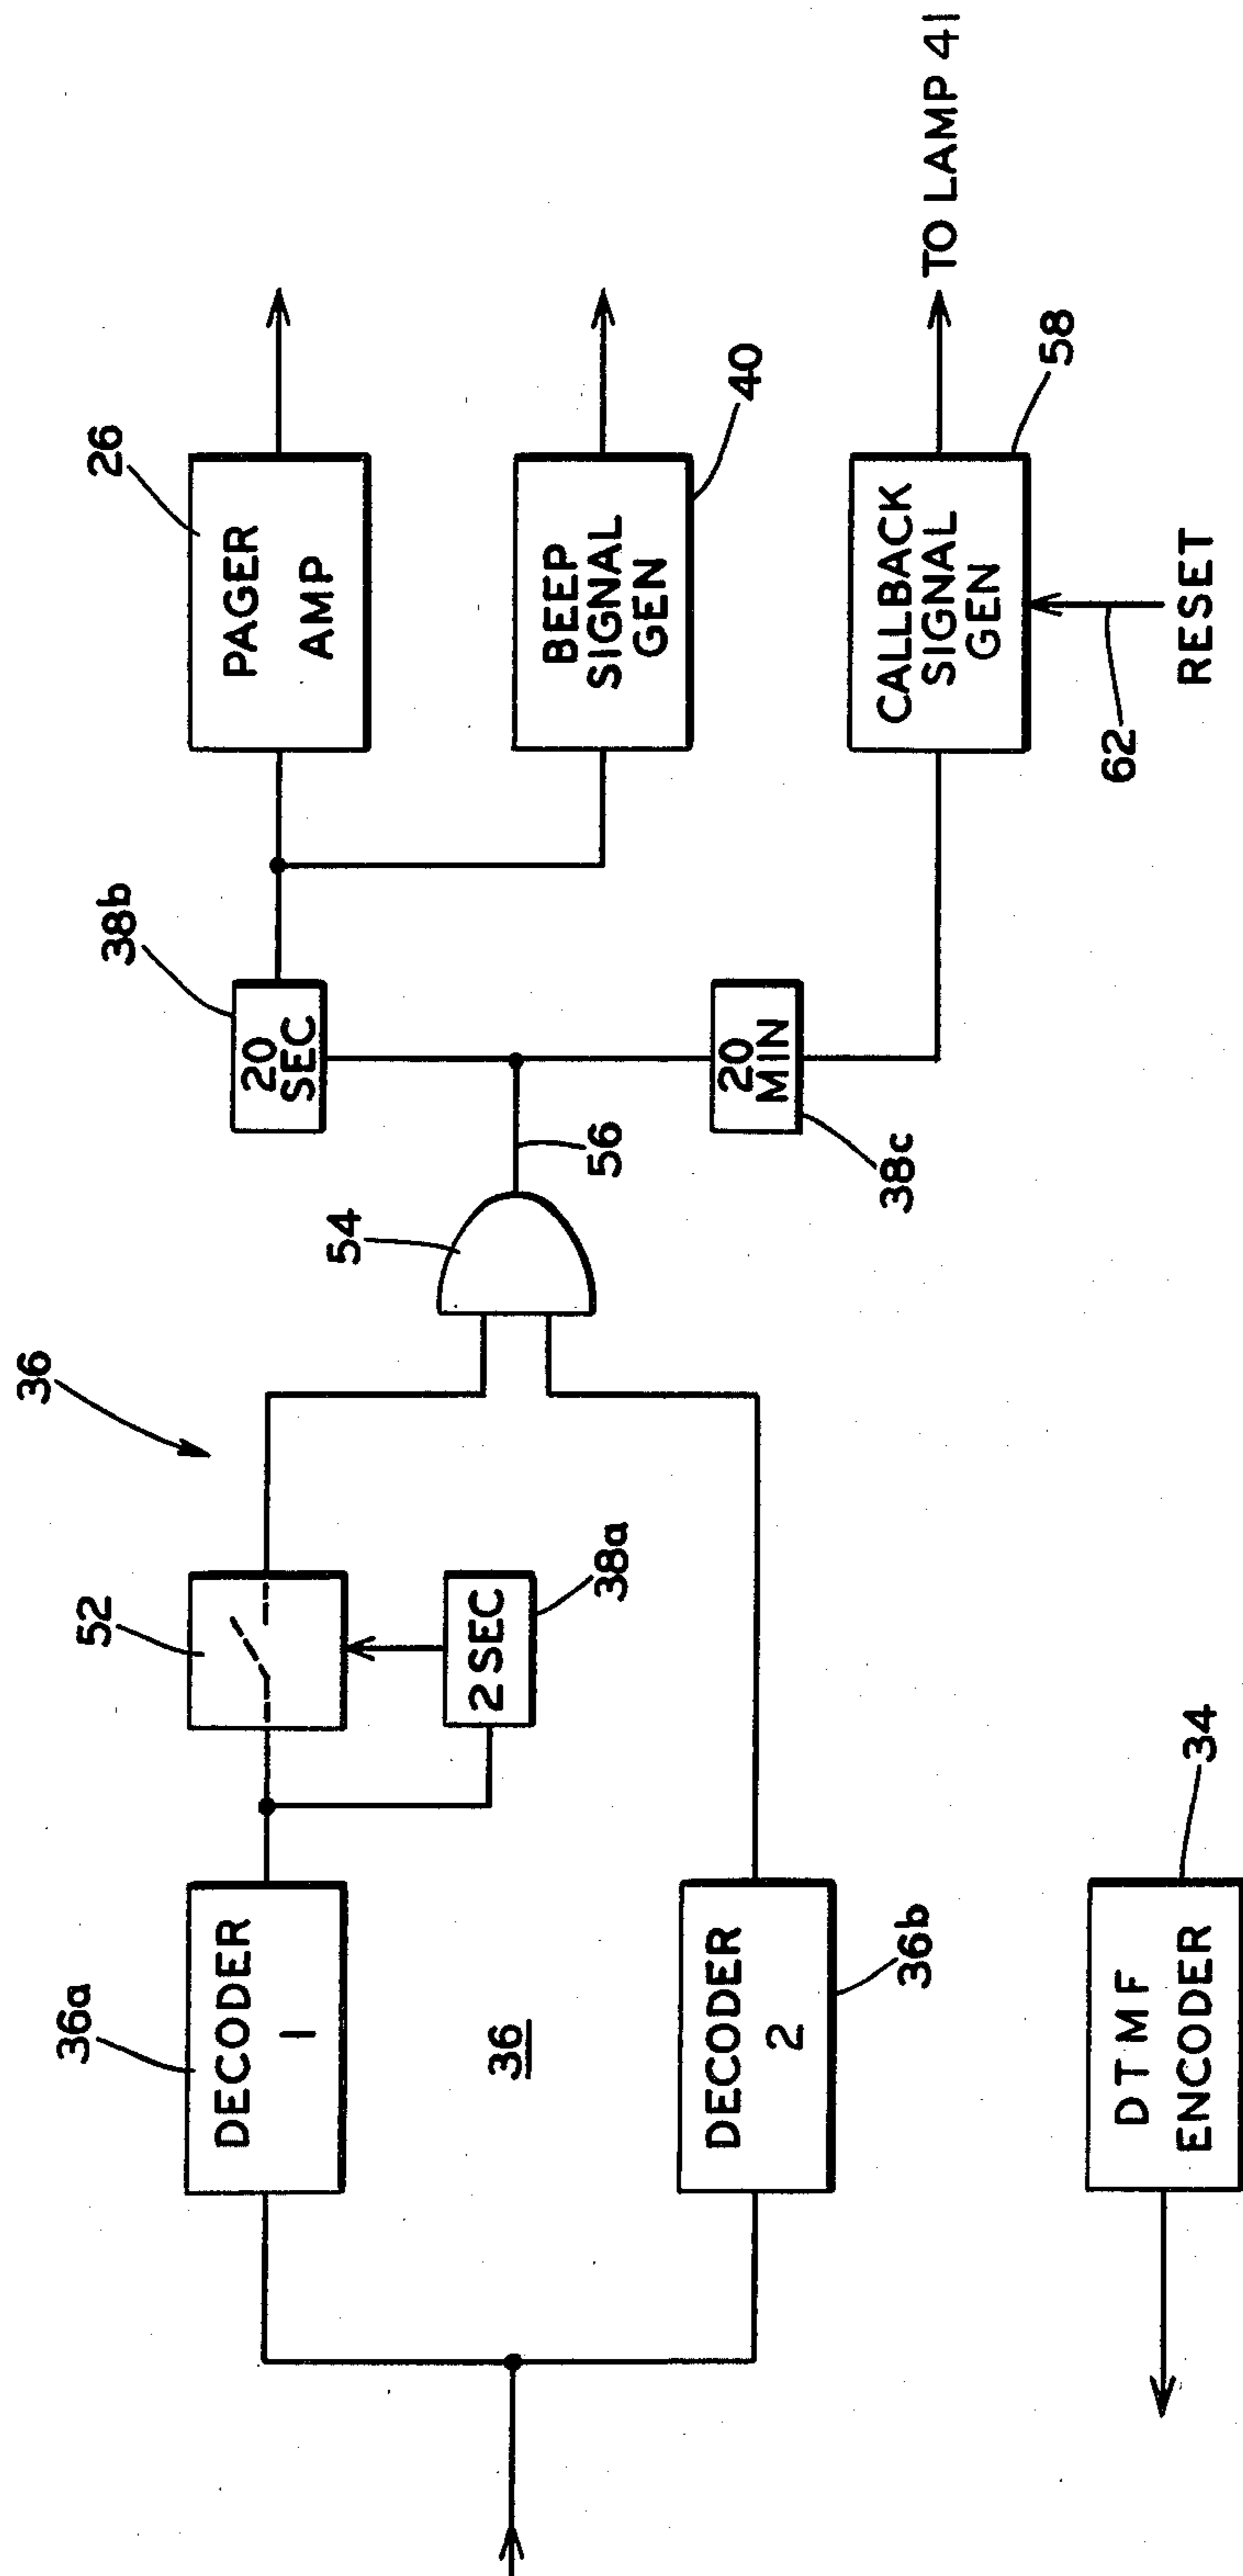 36a
DECODER
1
52
36
2 SEC
38a
36
DECODER
2
36b
DTMF
ENCODER
34
54
56
38b
20
SEC
20
MIN
38c
26
PAGER
AMP
BEEP
SIGNAL
GEN
40
CALLBACK
SIGNAL
GEN
58
TO LAMP 41
62
RESET